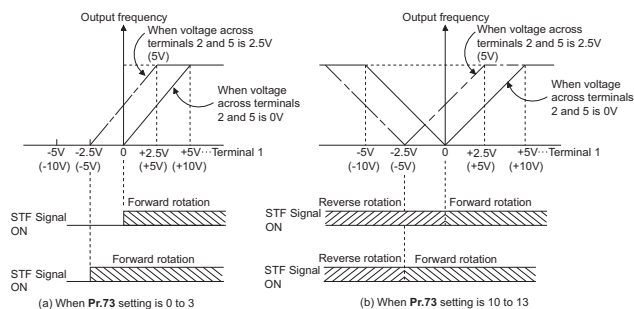 Output frequency
When voltage across
terminals 2 and 5 is 2.5V
(5V)
When voltage
across terminals
2 and 5 is 0V
-5V
(-10V)
-2.5V
(-5V)
0
+2.5V
(+5V)
+5V
(+10V)
Terminal 1
Forward rotation
STF Signal
ON
Forward rotation
STF Signal
ON
(a) When Pr.73 setting is 0 to 3
Output frequency
When voltage across
terminals 2 and 5 is 2.5V
(5V)
When voltage
across terminals
2 and 5 is 0V
-5V
(-10V)
-2.5V
(-5V)
0
+2.5V
(+5V)
+5V
(+10V)
Terminal 1
Reverse rotation
Forward rotation
STF Signal
ON
Reverse rotation
Forward rotation
STF Signal
ON
(b) When Pr.73 setting is 10 to 13